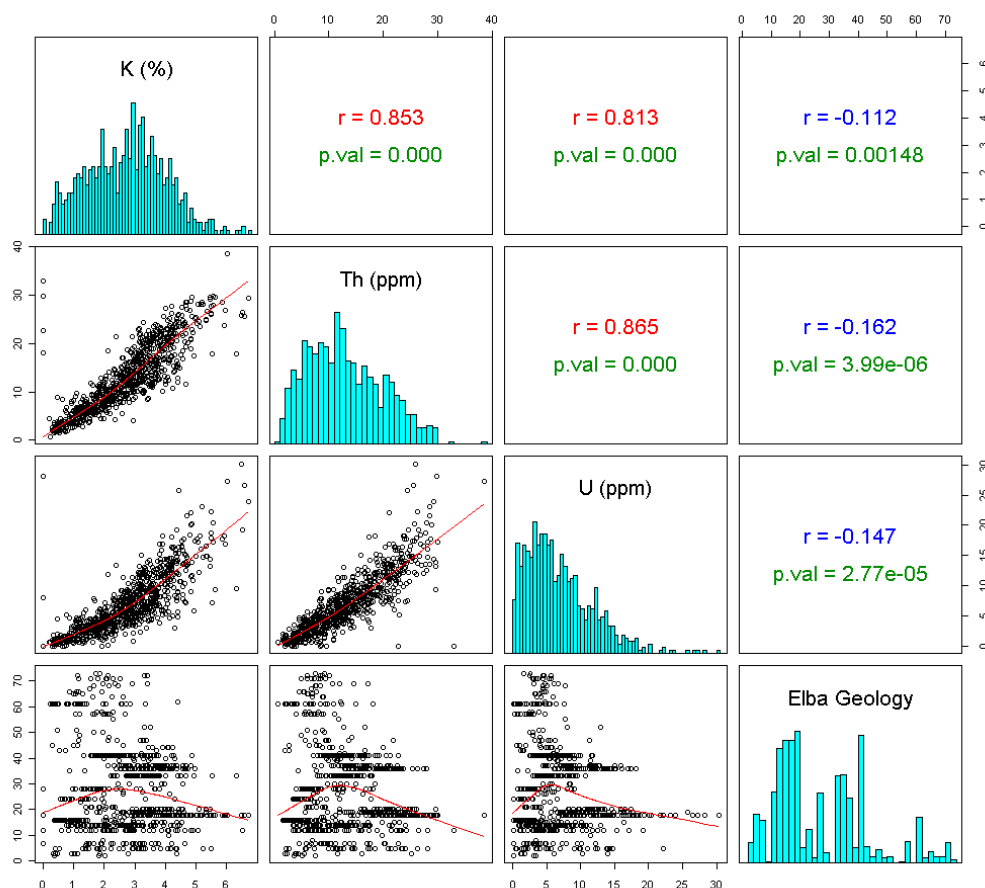 0 10 20 30 40
0 10 20 30 40 50 60 70
K (%)
r = 0.853
p.val = 0.000
r = 0.813
p.val = 0.000
r = -0.112
p.val = 0.00148
0 1 2 3 4 5 6
0 10 20 30 40
Th (ppm)
r = 0.865
p.val = 0.000
r = -0.162
p.val = 3.99e-06
U (ppm)
r = -0.147
p.val = 2.77e-05
0 5 10 15 20 25 30
0 10 20 30 40 50 60 70
Elba Geology
0 1 2 3 4 5 6
0 5 10 15 20 25 30